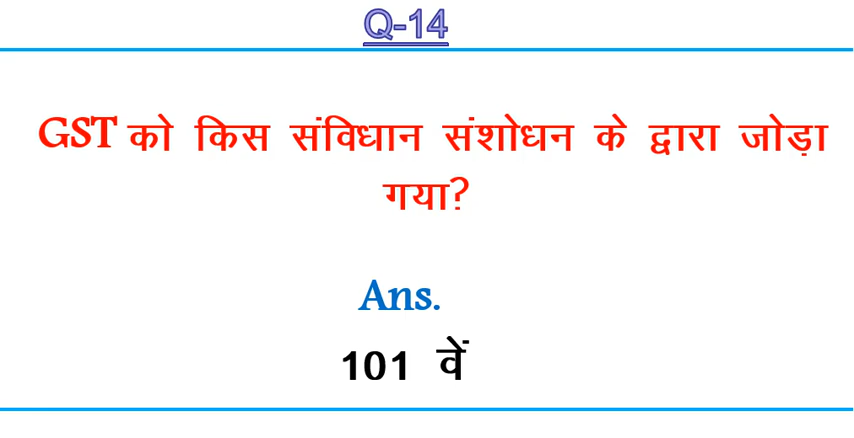 Q-14
GST को किस संविधान संशोधन के द्वारा जोड़ा
गया?
Ans.
101 वें